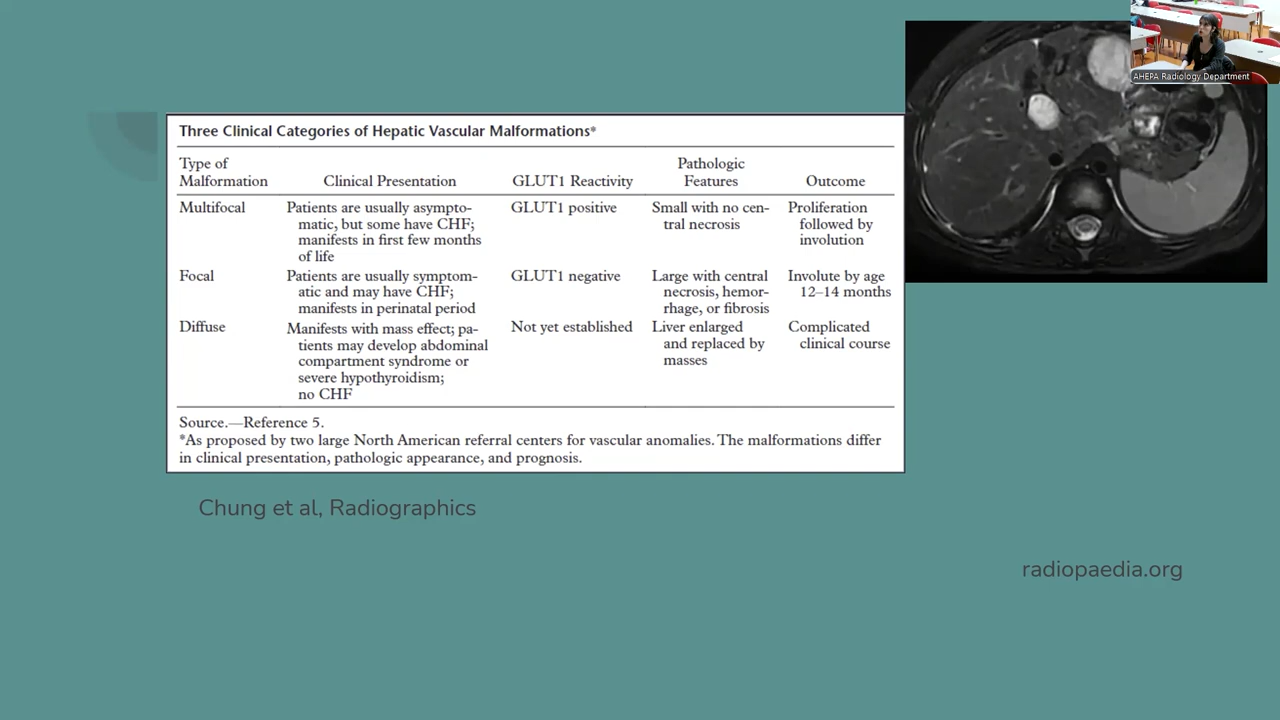 Three Clinical Categories of Hepatic Vascular Malformations*
Type of Malformation Clinical Presentation GLUT1 Reactivity Pathologic Features Outcome
Multifocal Patients are usually asympto- GLUT1 positive Small with no cen- Proliferation
matic, but some have CHF; tral necrosis followed by
manifests in first few months involution
of life
Focal Patients are usually symptom- GLUT1 negative Large with central Involute by age
atic and may have CHF; necrosis, hemor- 12–14 months
manifests in perinatal period rhage, or fibrosis
Diffuse Manifests with mass effect; pa- Not yet established Liver enlarged Complicated
tients may develop abdominal and replaced by clinical course
compartment syndrome or masses
severe hypothyroidism;
no CHF
Source.—Reference 5.
*As proposed by two large North American referral centers for vascular anomalies. The malformations differ
in clinical presentation, pathologic appearance, and prognosis.
Chung et al, Radiographics
radiopaedia.org
AHEPA Radiology Department